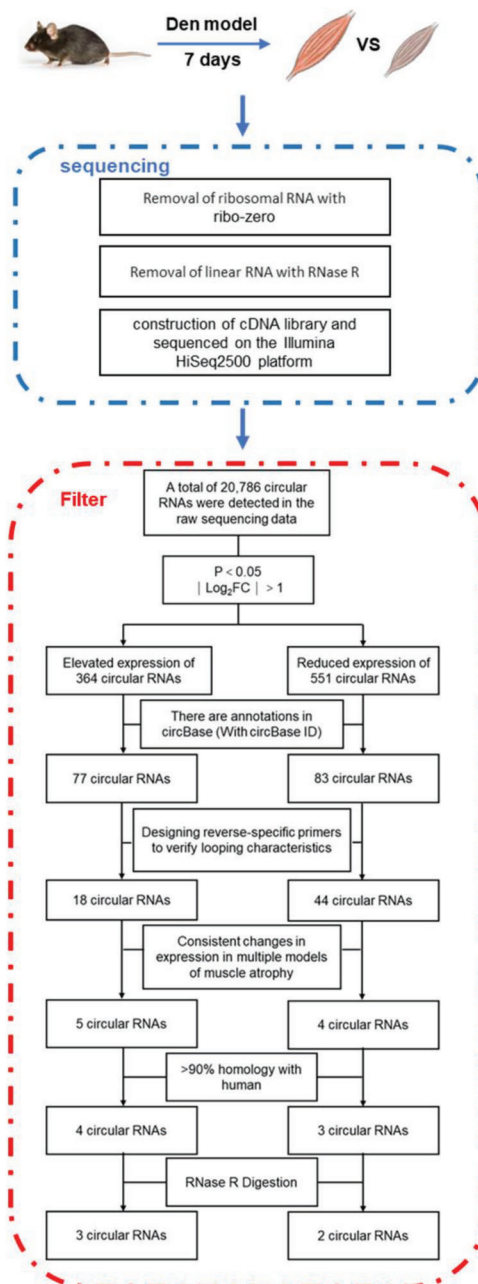 Den model
7 days
VS
sequencing
Removal of ribosomal RNA with
ribo-zero
Removal of linear RNA with RNase R
construction of cDNA library and
sequenced on the Illumina
HiSeq2500 platform
Filter
A total of 20,786 circular
RNAs were detected in the
raw sequencing data
P < 0.05
| Log₂FC | > 1
Elevated expression of
364 circular RNAs
Reduced expression of
551 circular RNAs
There are annotations in
circBase (With circBase ID)
77 circular RNAs
83 circular RNAs
Designing reverse-specific primers
to verify looping characteristics
18 circular RNAs
44 circular RNAs
Consistent changes in
expression in multiple models
of muscle atrophy
5 circular RNAs
4 circular RNAs
>90% homology with
human
4 circular RNAs
3 circular RNAs
RNase R Digestion
3 circular RNAs
2 circular RNAs